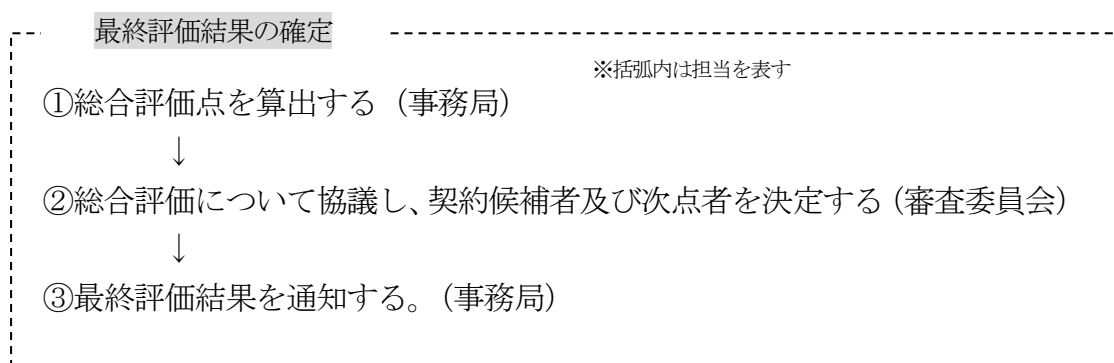 最終評価結果の確定
※括弧内は担当を表す
①総合評価点を算出する（事務局）
↓
②総合評価について協議し、契約候補者及び次点者を決定する（審査委員会）
↓
③最終評価結果を通知する。（事務局）